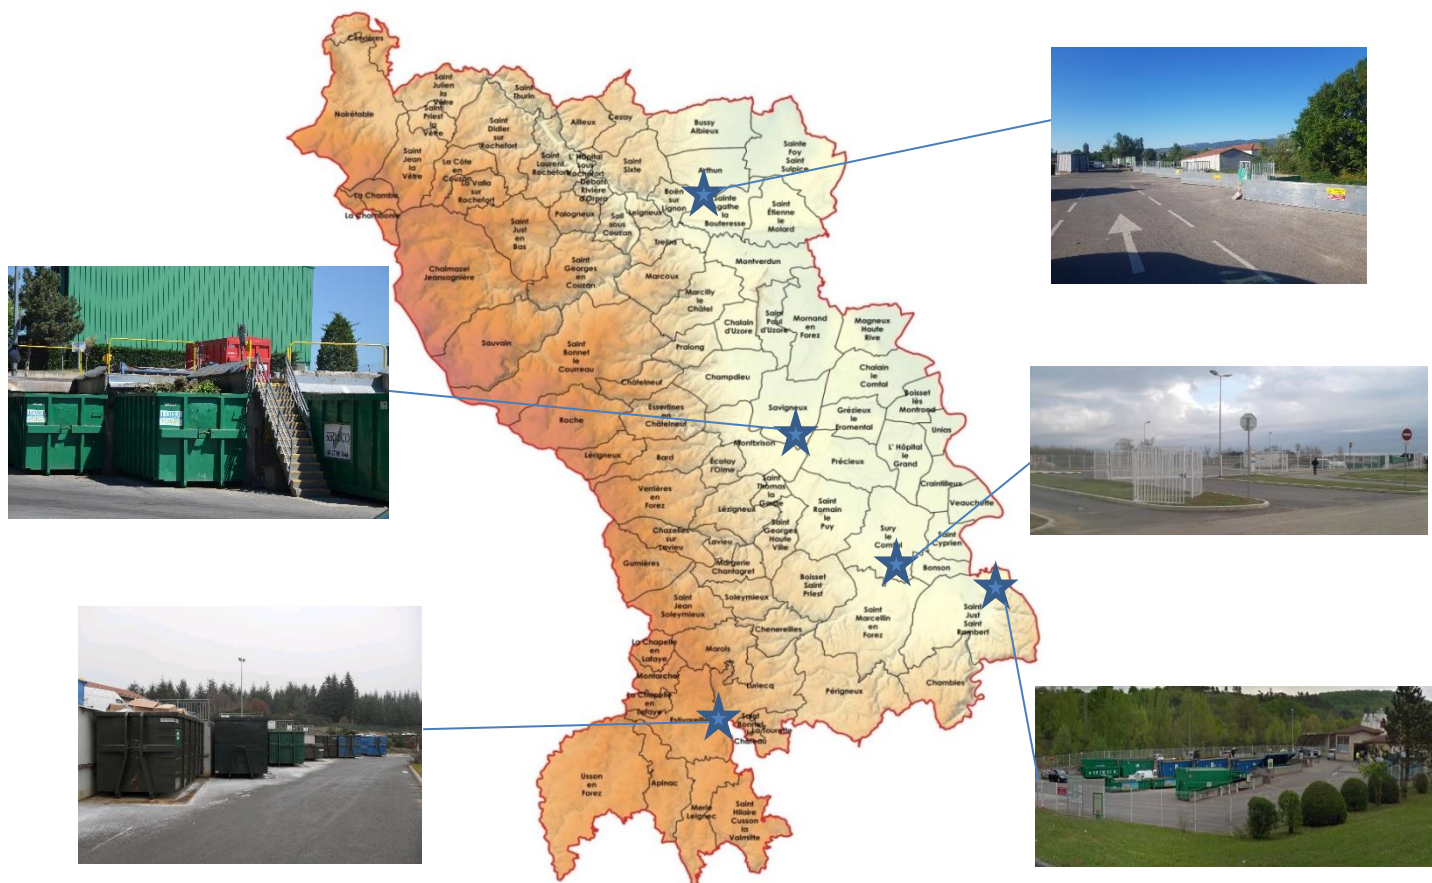 Cervières
Noirétable
Saint
Julien
la
Vêtre
Saint
Priest
la
Vêtre
Saint
Thurin
Saint
Didier
sur
Rochefort
Ailleux
Cezay
Bussy
Albieux
Sainte
Foy
Saint
Sulpice
Saint
Jean
la
Vêtre
La Côte
en
Couzan
Saint
Laurent
Rochefort
L' Hôpital
sous
Rochefort
Débats
Rivière
d'Orpra
Saint
Sixte
Arthun
La Chamba
La Chambonie
La Valla
sur
Rochefort
Boën
sur
Lignon
Sainte
Agathe
la
Bouteresse
Saint
Étienne
le
Molard
Saint
Just
en
Bas
Palogneux
Sail
sous
Couzan
Leigneux
Trelins
Chalmazel
Jeansagnière
Saint
Georges
en
Couzan
Marcoux
Montverdun
Marcilly
le
Châtel
Chalain
d'Uzore
Saint
Paul
d'Uzore
Mornand
en
Forez
Magneux
Haute
Rive
Sauvain
Saint
Bonnet
le
Courreau
Pralong
Champdieu
Chalain
le
Comtal
Châtelneuf
Boisset
lès
Montrond
Roche
Essertines
en
Châtelneuf
Savigneux
Grézieux
le
Fromental
Unias
Montbrison
Lérigneux
Bard
Écotay
l'Olme
Précieux
L' Hôpital
le
Grand
Craintilleux
Veauchette
Verrières
en
Forez
Lézigneux
Saint
Thomas
la
Garde
Saint
Romain
le
Puy
Chazelles
sur
Lavieu
Lavieu
Saint
Georges
Haute
Ville
Sury
le
Comtal
Saint
Cyprien
Gumières
Margerie
Chantagret
Bonson
Boisset
Saint
Priest
Saint
Jean
Soleymieux
Soleymieux
Saint
Marcellin
en
Forez
Saint
Just
Saint
Rambert
Chenereilles
La Chapelle
en
Lafaye
Marols
Montarcher
Luriecq
Périgneux
Chambles
La Chapelle
en
Lafaye
Estivareilles
Saint
Bonnet
le
Château
La Tourette
Usson
en
Forez
Apinac
Merle
Leignec
Saint
Hilaire
Cusson
la
Valmitte